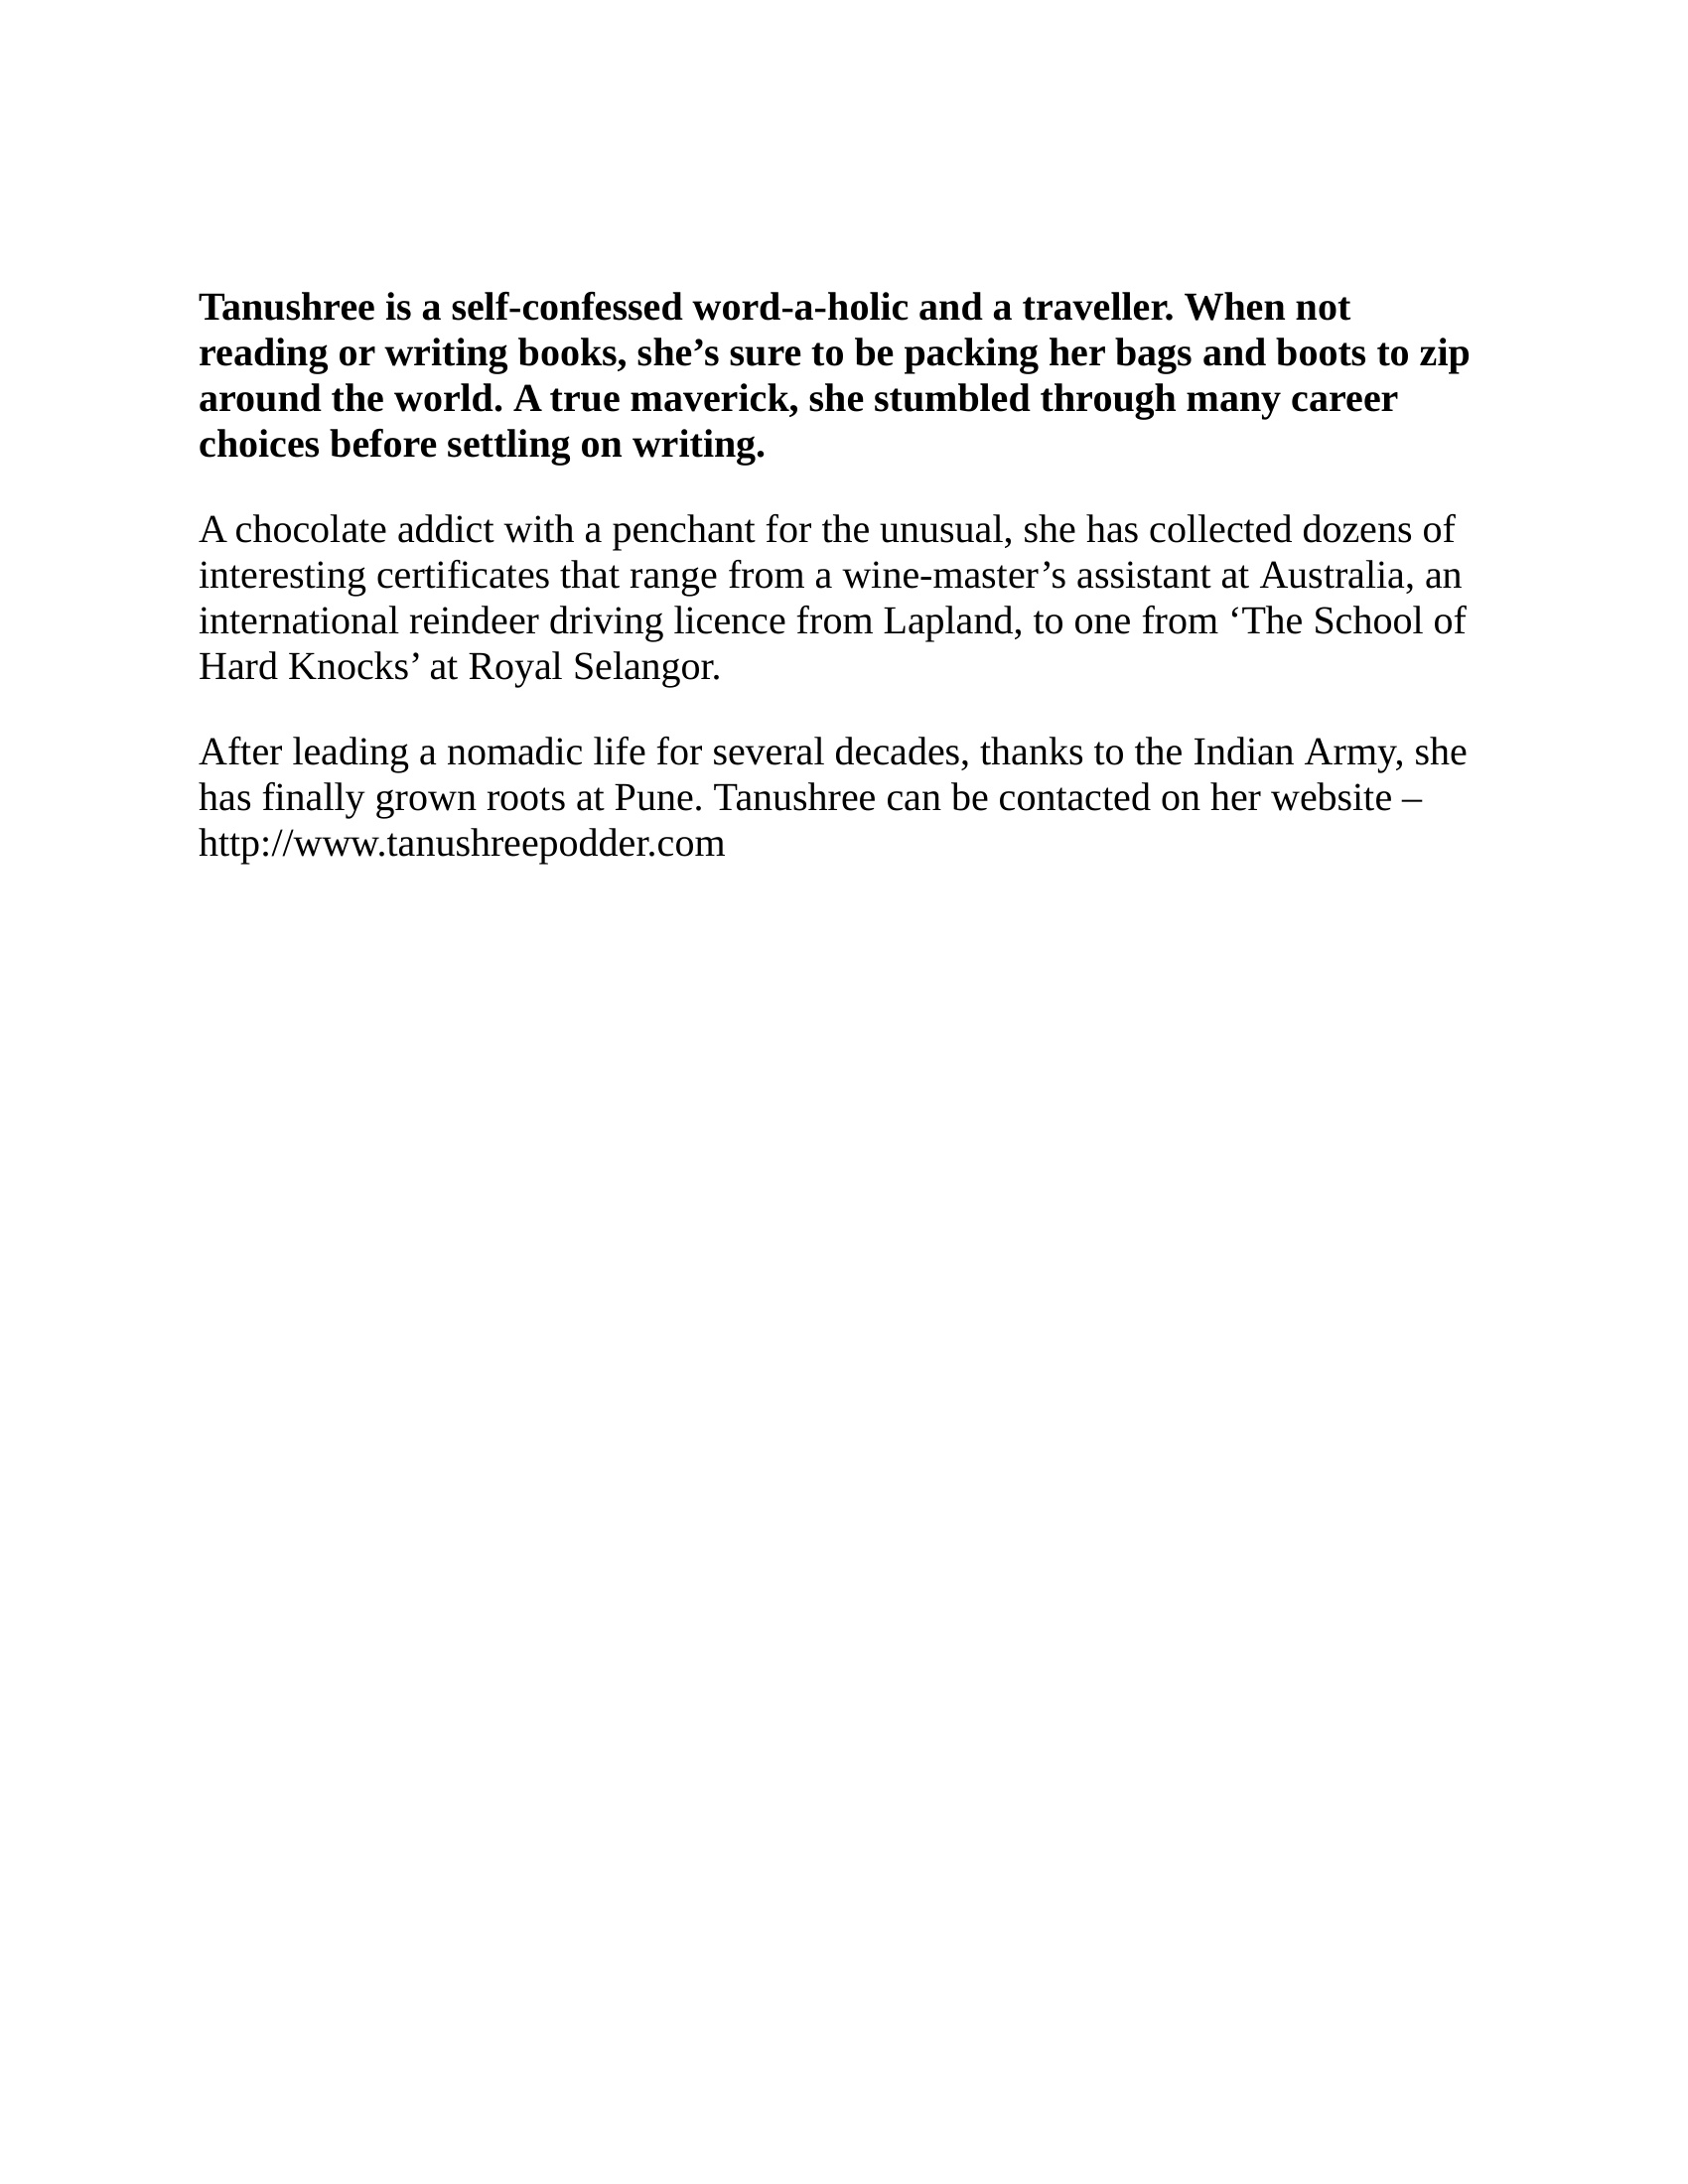 Tanushree is a self-confessed word-a-holic and a traveller. When not
reading or writing books, she’s sure to be packing her bags and boots to zip
around the world. A true maverick, she stumbled through many career
choices before settling on writing.
A chocolate addict with a penchant for the unusual, she has collected dozens of
interesting certificates that range from a wine-master’s assistant at Australia, an
international reindeer driving licence from Lapland, to one from ‘The School of
Hard Knocks’ at Royal Selangor.
After leading a nomadic life for several decades, thanks to the Indian Army, she
has finally grown roots at Pune. Tanushree can be contacted on her website –
http://www.tanushreepodder.com